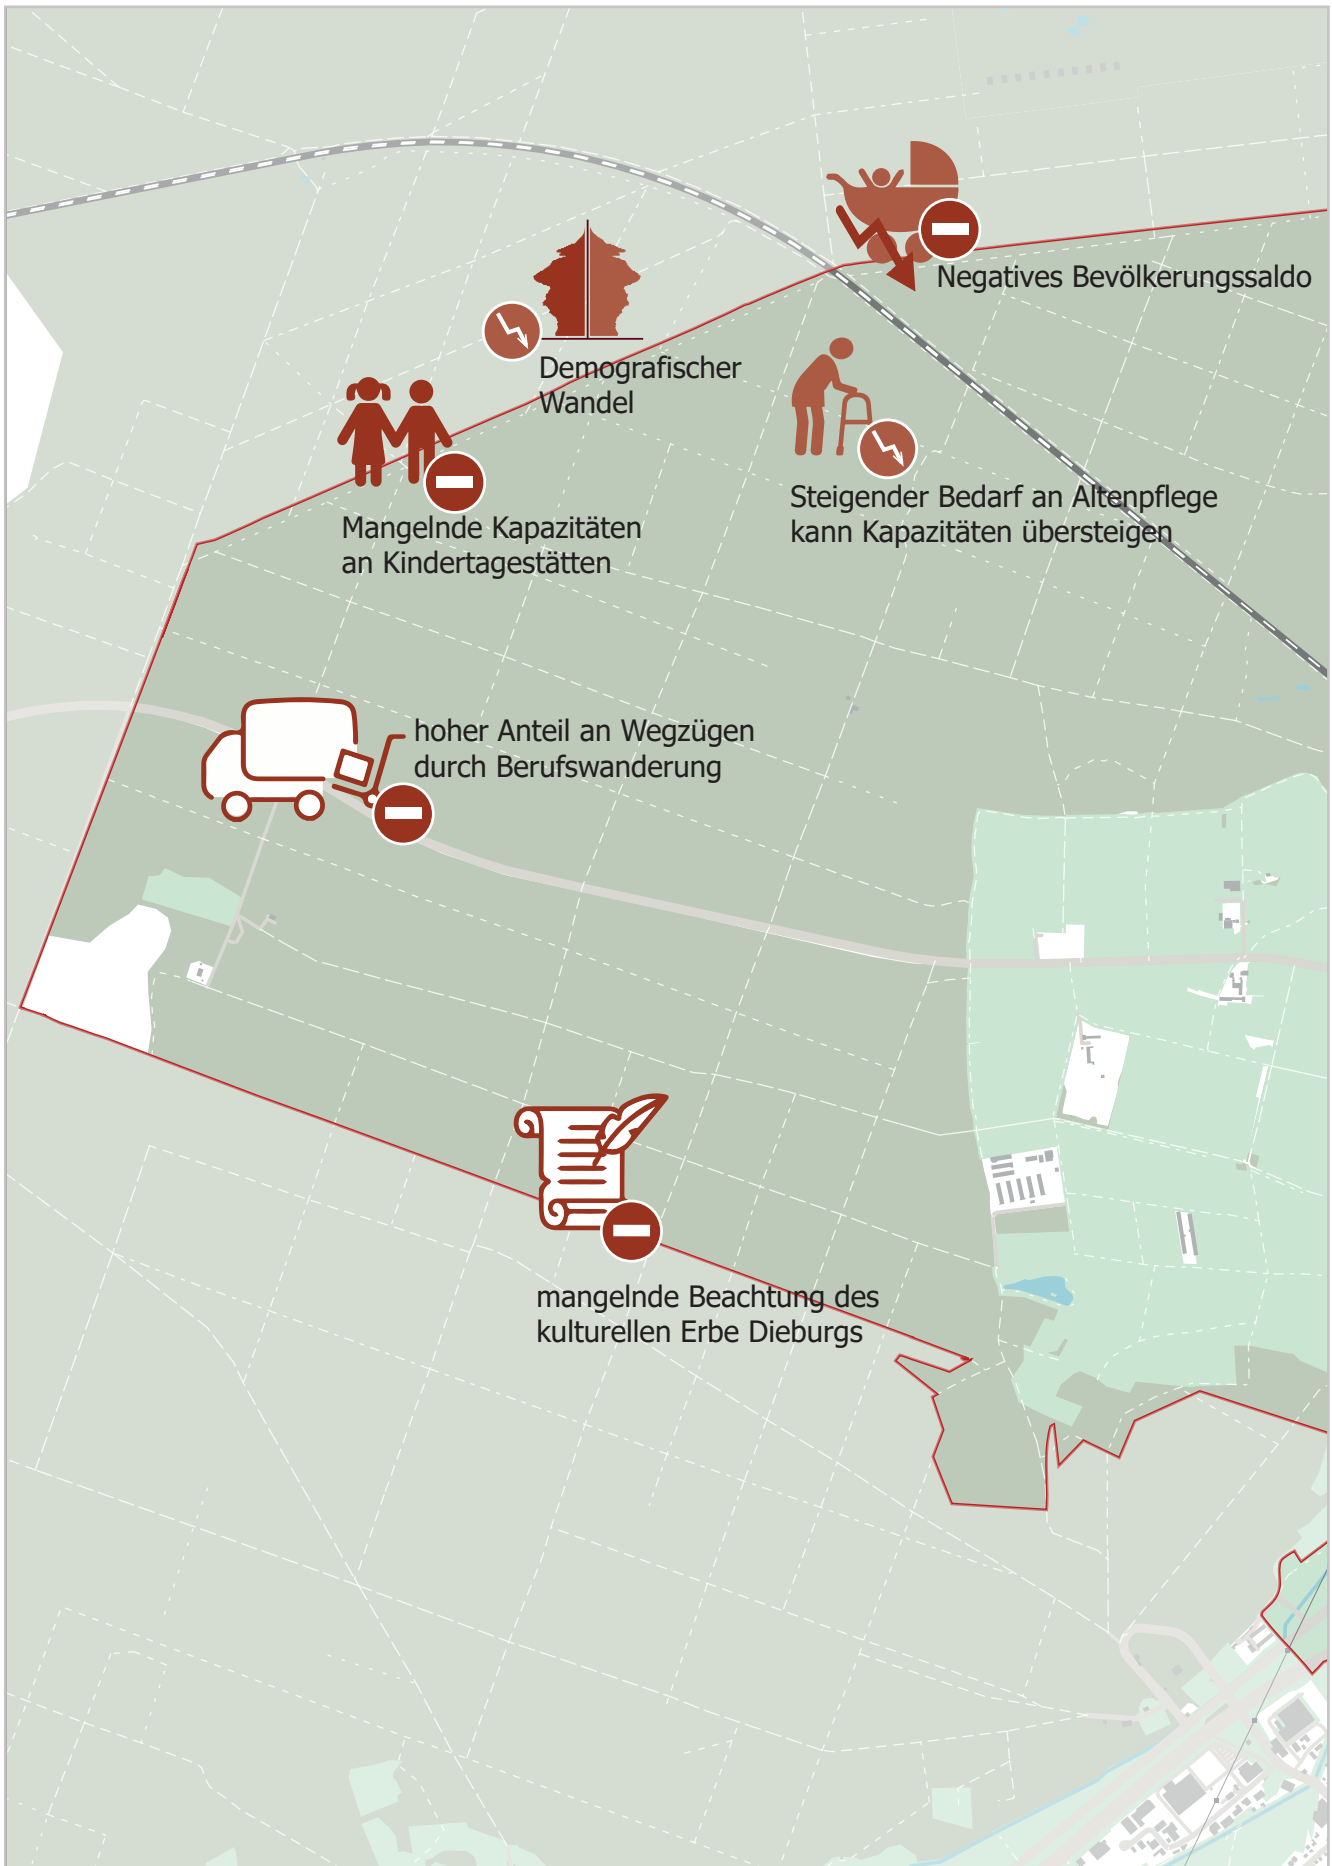 Negatives Bevölkerungssaldo
Demografischer
Wandel
Steigender Bedarf an Altenpflege
kann Kapazitäten übersteigen
Mangelnde Kapazitäten
an Kindertagestätten
hoher Anteil an Wegzügen
durch Berufswanderung
mangelnde Beachtung des
kulturellen Erbe Dieburgs